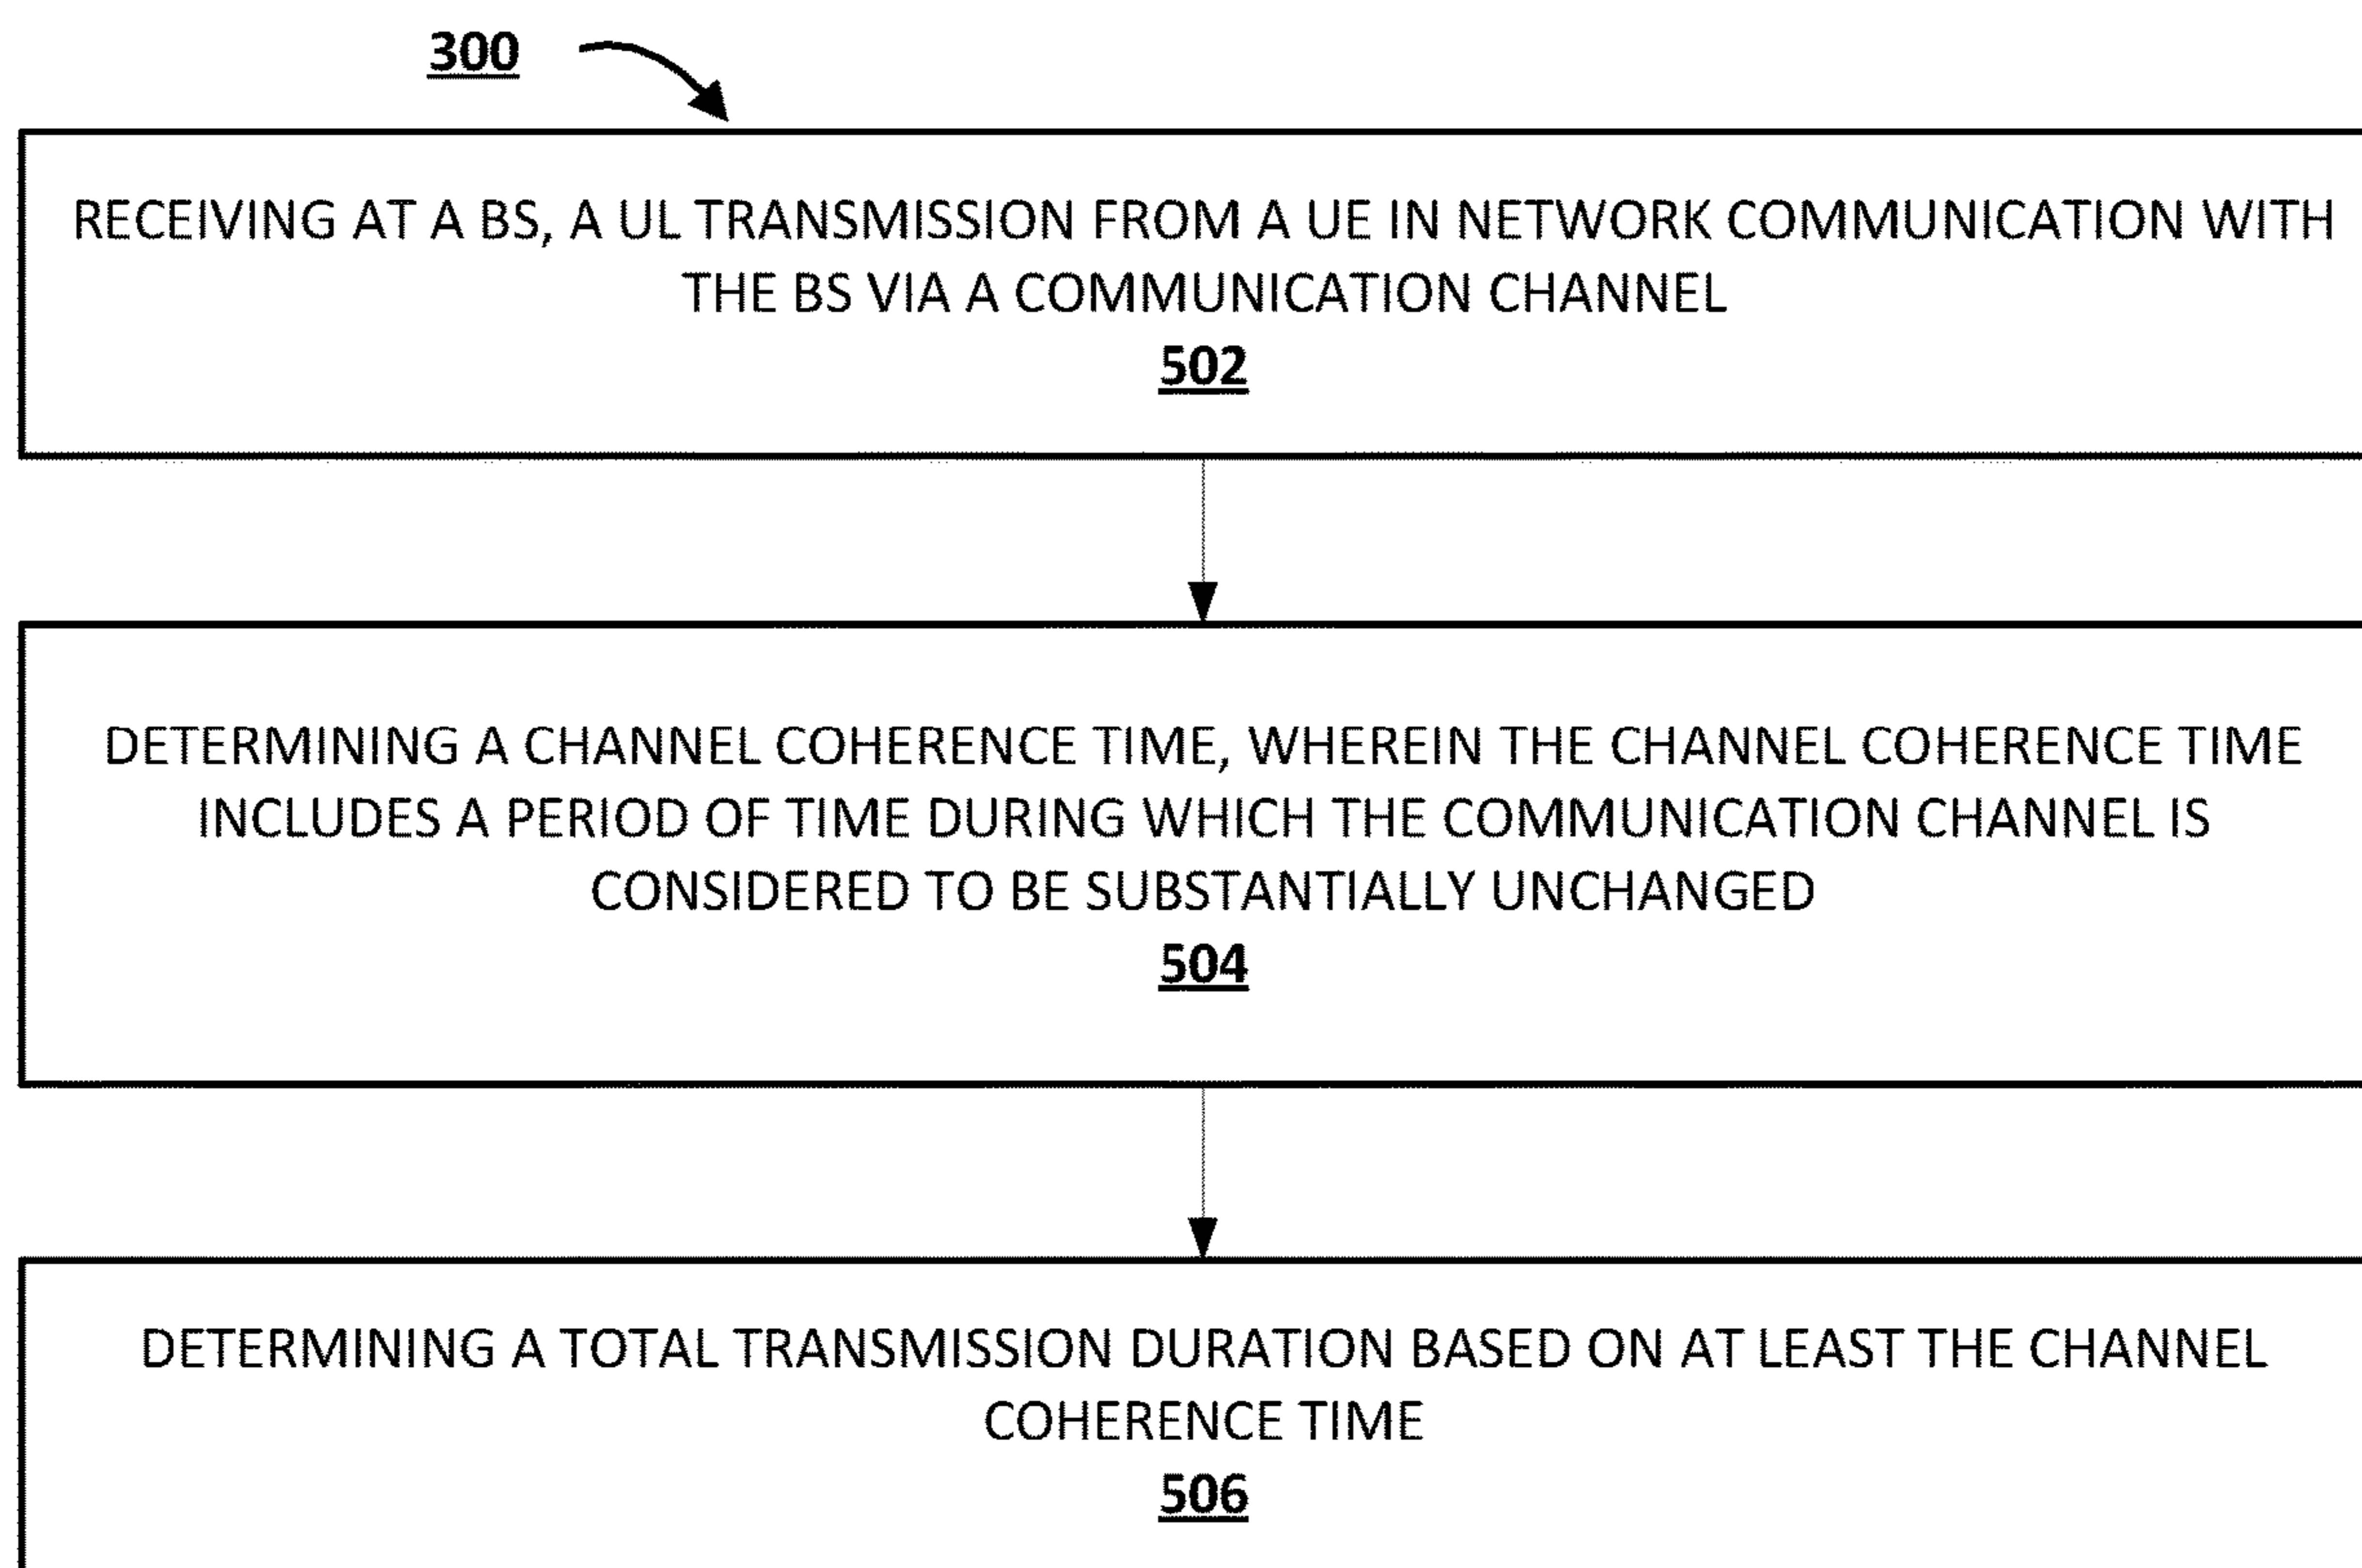 300
RECEIVING AT A BS, A UL TRANSMISSION FROM A UE IN NETWORK COMMUNICATION WITH
THE BS VIA A COMMUNICATION CHANNEL
502
DETERMINING A CHANNEL COHERENCE TIME, WHEREIN THE CHANNEL COHERENCE TIME
INCLUDES A PERIOD OF TIME DURING WHICH THE COMMUNICATION CHANNEL IS
CONSIDERED TO BE SUBSTANTIALLY UNCHANGED
504
DETERMINING A TOTAL TRANSMISSION DURATION BASED ON AT LEAST THE CHANNEL
COHERENCE TIME
506